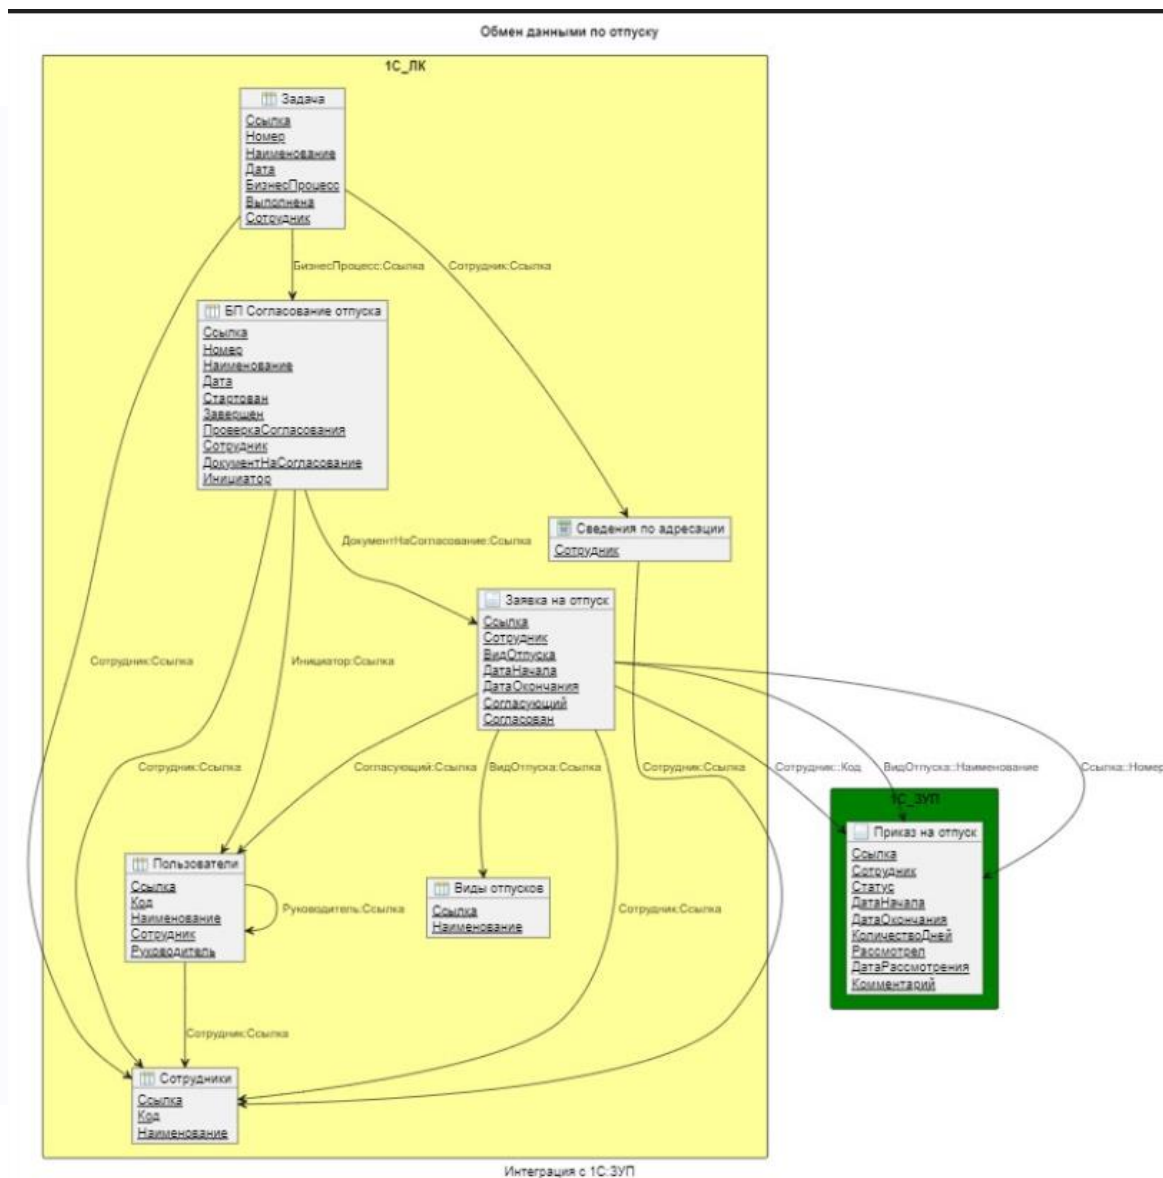 Обмен данными по отпуску
1С_ЛК
Задача
Ссылка
Номер
Наименование
Дата
БизнесПроцесс
Выполнена
Сотрудник
БизнесПроцесс:Ссылка
Сотрудник:Ссылка
БП Согласование отпуска
Ссылка
Номер
Наименование
Дата
Стартован
Завершен
ПроверкаСогласования
Сотрудник
ДокументНаСогласование
Инициатор
ДокументНаСогласование:Ссылка
Сведения по адресации
Сотрудник
Заявка на отпуск
Ссылка
Сотрудник
ВидОтпуска
ДатаНачала
ДатаОкончания
Согласующий
Согласован
Сотрудник:Ссылка
Инициатор:Ссылка
Сотрудник:Ссылка
Согласующий:Ссылка
ВидОтпуска:Ссылка
Сотрудник:Ссылка
Сотрудник::Код
ВидОтпуска::Наименование
Ссылка::Номер
1С_ЗУП
Приказ на отпуск
Ссылка
Сотрудник
Статус
ДатаНачала
ДатаОкончания
КоличествоДней
Рассмотрел
ДатаРассмотрения
Комментарий
Пользователи
Ссылка
Код
Наименование
Сотрудник
Руководитель
Руководитель:Ссылка
Виды отпусков
Ссылка
Наименование
Сотрудник:Ссылка
Сотрудник:Ссылка
Сотрудники
Ссылка
Код
Наименование
Интеграция с 1С:ЗУП